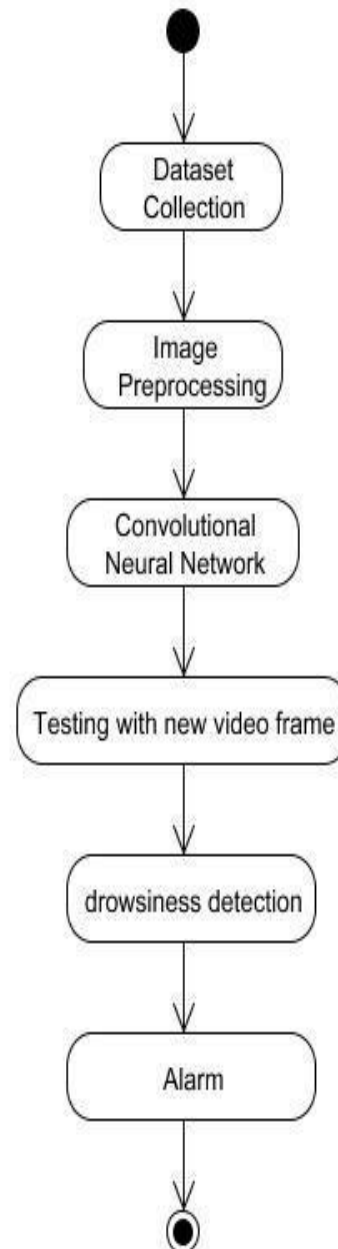 Dataset
Collection
Image
Preprocessing
Convolutional
Neural Network
Testing with new video frame
drowsiness detection
Alarm